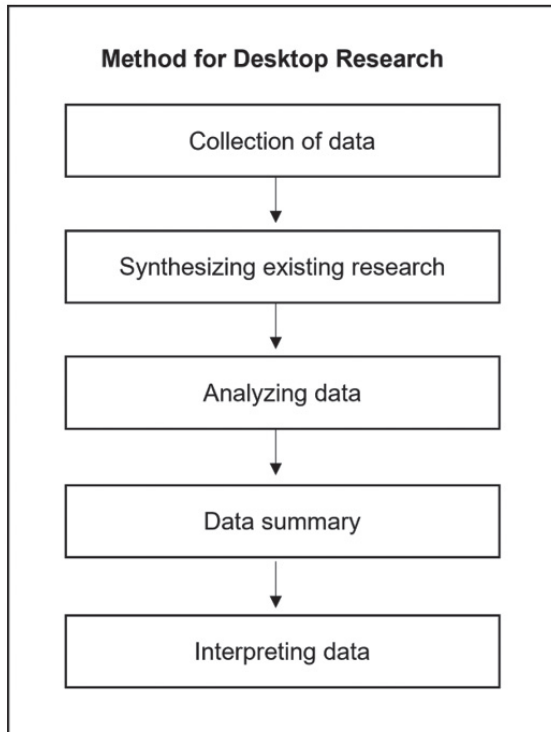 Method for Desktop Research
Collection of data
Synthesizing existing research
Analyzing data
Data summary
Interpreting data